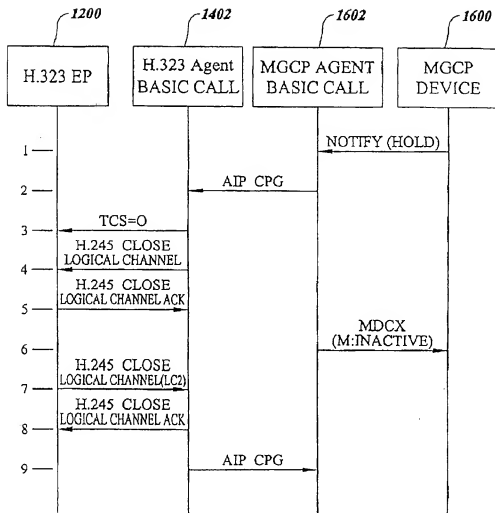 1200
1402
1602
1600
H.323 EP
H.323 Agent
BASIC CALL
MGCP AGENT
BASIC CALL
MGCP
DEVICE
1
NOTIFY (HOLD)
2
AIP CPG
3
TCS=O
4
H.245 CLOSE
LOGICAL CHANNEL
5
H.245 CLOSE
LOGICAL CHANNEL ACK
6
MDCX
(M:INACTIVE)
7
H.245 CLOSE
LOGICAL CHANNEL(LC2)
8
H.245 CLOSE
LOGICAL CHANNEL ACK
9
AIP CPG